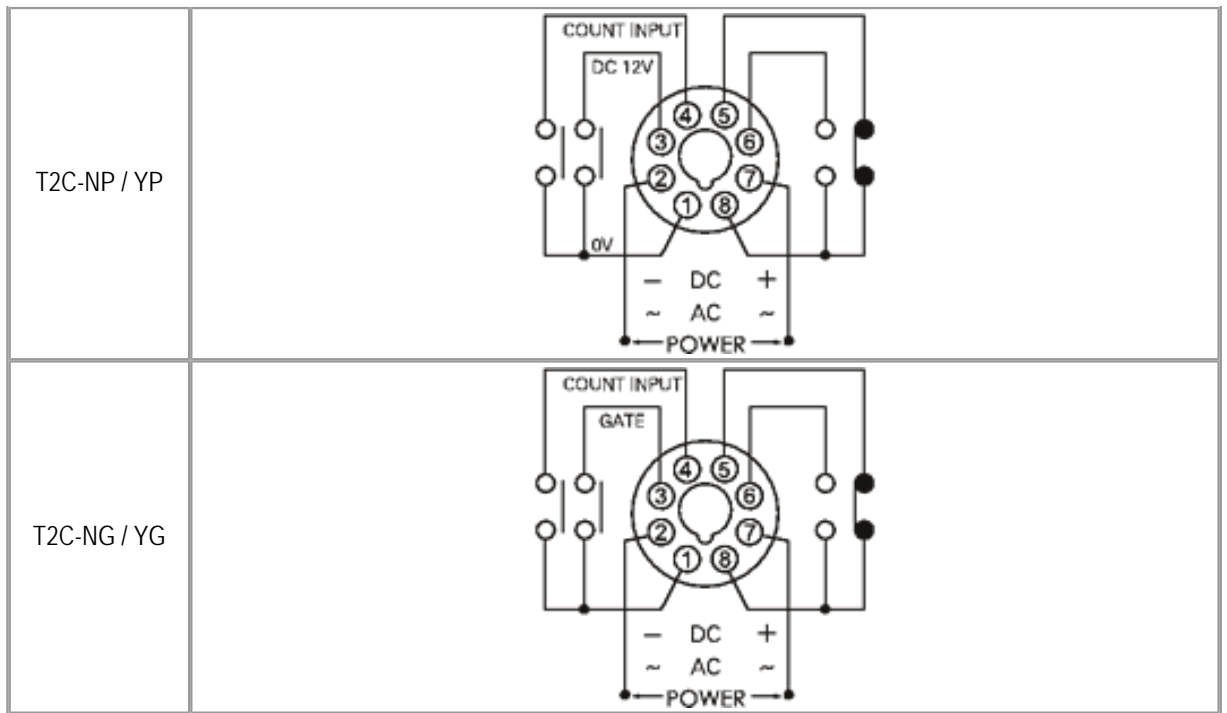 T2C-NP / YP
COUNT INPUT
DC 12V
4 5
3 6
2 7
1 8
0V
− DC +
~ AC ~
POWER
T2C-NG / YG
COUNT INPUT
GATE
4 5
3 6
2 7
1 8
− DC +
~ AC ~
POWER